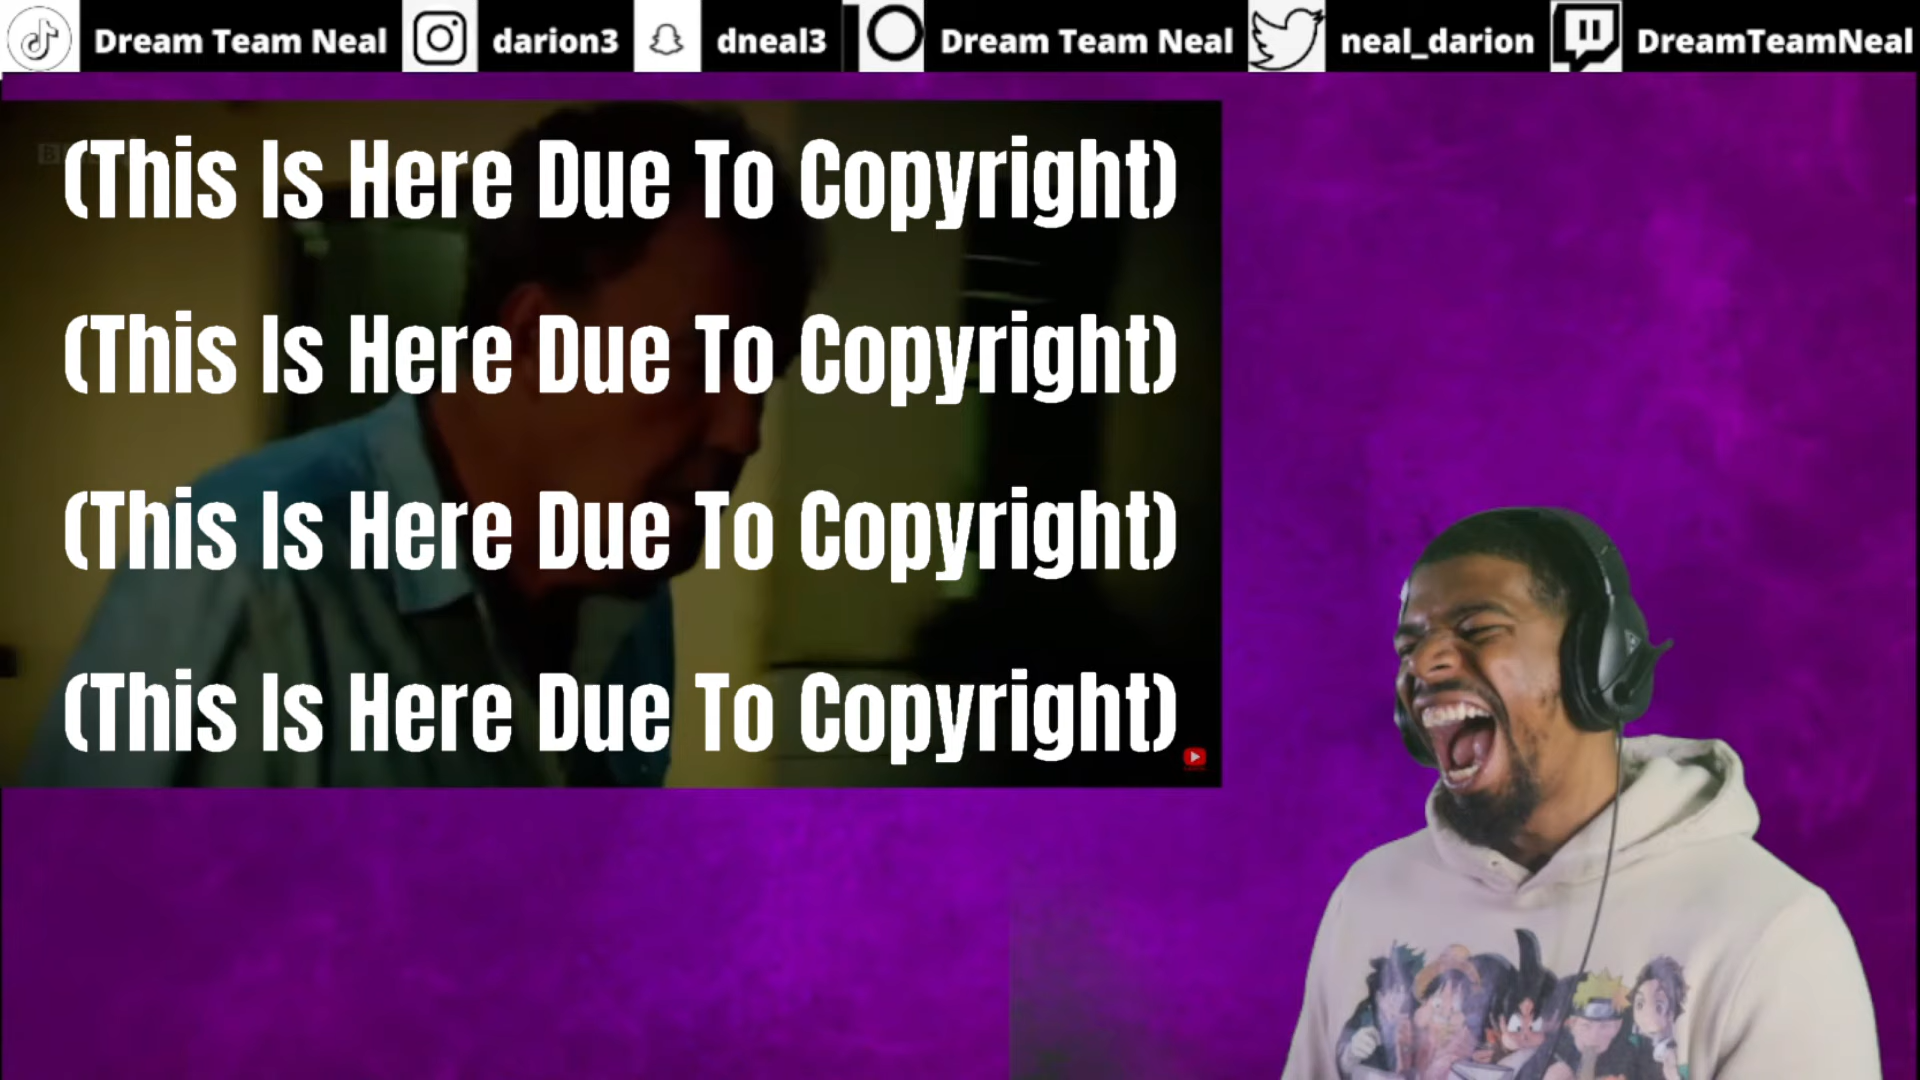 Dream Team Neal darion3 dneal3 Dream Team Neal neal_darion DreamTeamNeal
(This Is Here Due To Copyright)
(This Is Here Due To Copyright)
(This Is Here Due To Copyright)
(This Is Here Due To Copyright)